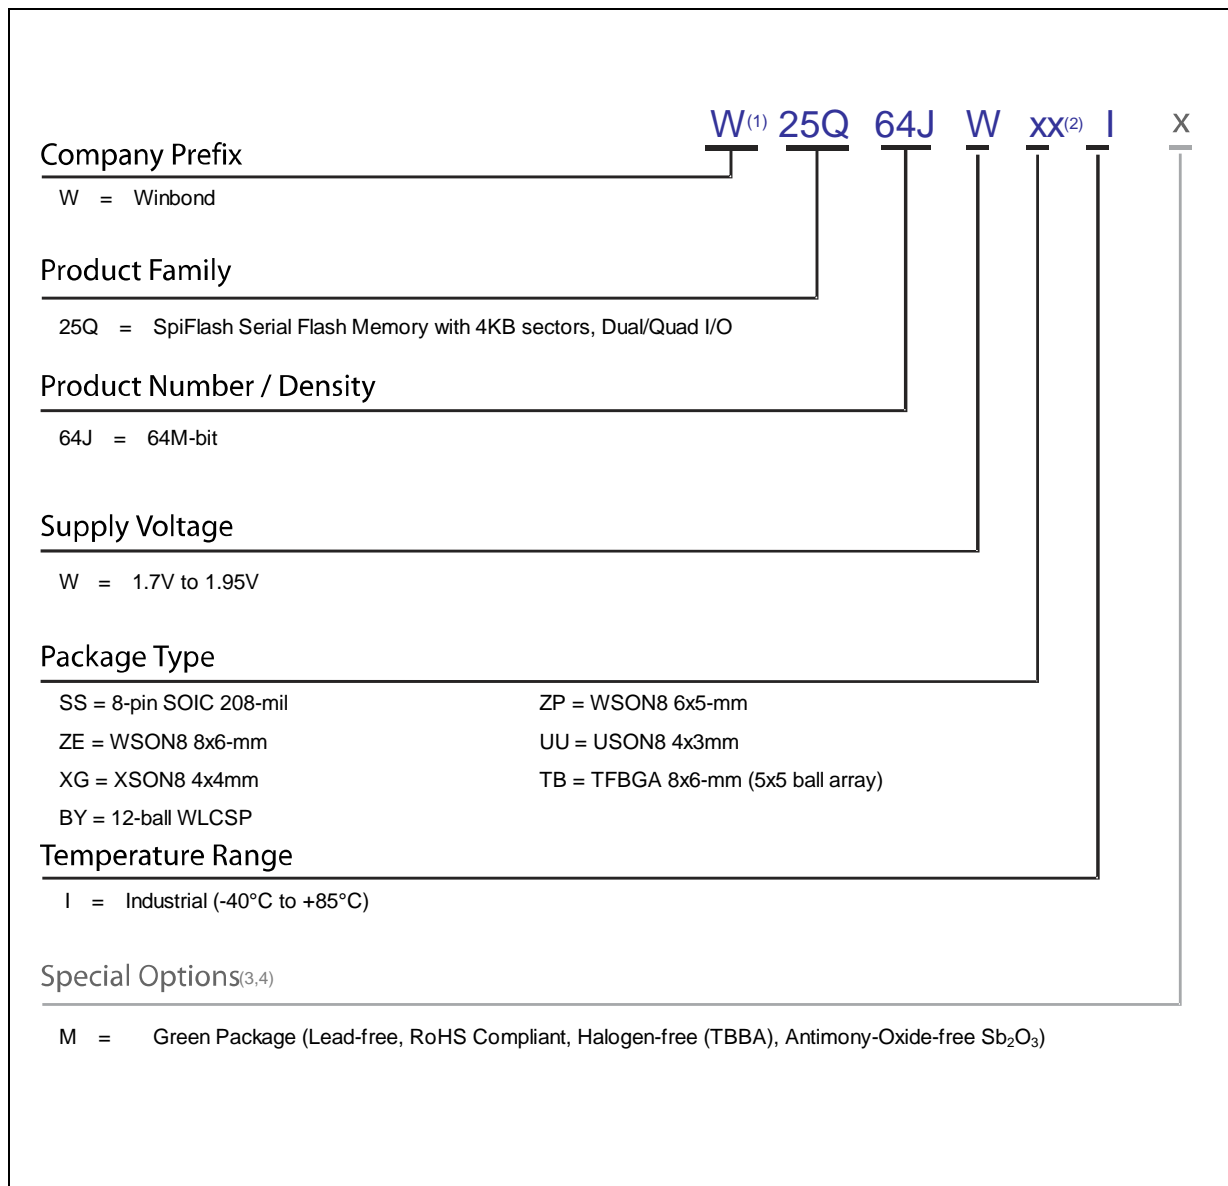 W(1) 25Q 64J W xx(2) I x
Company Prefix
W = Winbond
Product Family
25Q = SpiFlash Serial Flash Memory with 4KB sectors, Dual/Quad I/O
Product Number / Density
64J = 64M-bit
Supply Voltage
W = 1.7V to 1.95V
Package Type
SS = 8-pin SOIC 208-mil ZP = WSON8 6x5-mm
ZE = WSON8 8x6-mm UU = USON8 4x3mm
XG = XSON8 4x4mm TB = TFBGA 8x6-mm (5x5 ball array)
BY = 12-ball WLCSP
Temperature Range
I = Industrial (-40°C to +85°C)
Special Options(3,4)
M = Green Package (Lead-free, RoHS Compliant, Halogen-free (TBBA), Antimony-Oxide-free Sb₂O₃)